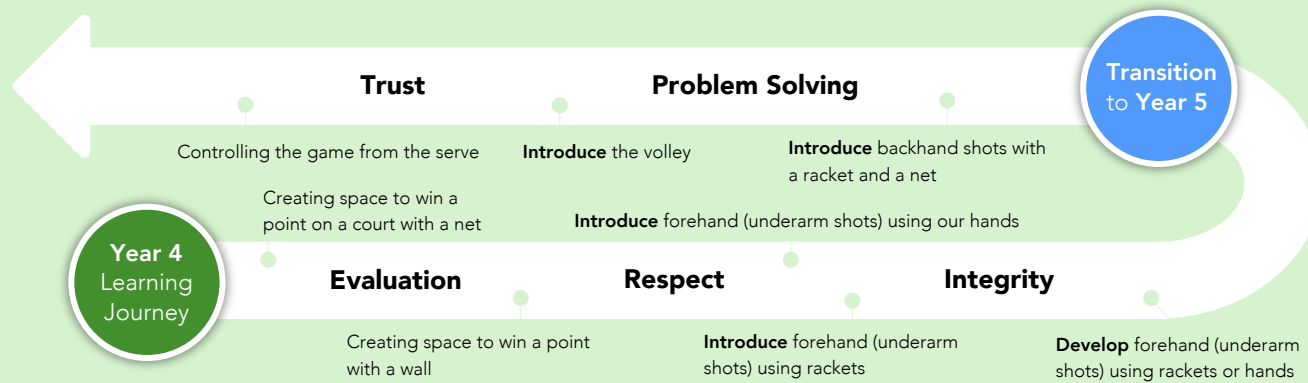 Trust
Problem Solving
Transition
to Year 5
Controlling the game from the serve
Introduce the volley
Introduce backhand shots with
a racket and a net
Creating space to win a
point on a court with a net
Introduce forehand (underarm shots) using our hands
Year 4
Learning
Journey
Evaluation
Respect
Integrity
Creating space to win a point
with a wall
Introduce forehand (underarm
shots) using rackets
Develop forehand (underarm
shots) using rackets or hands